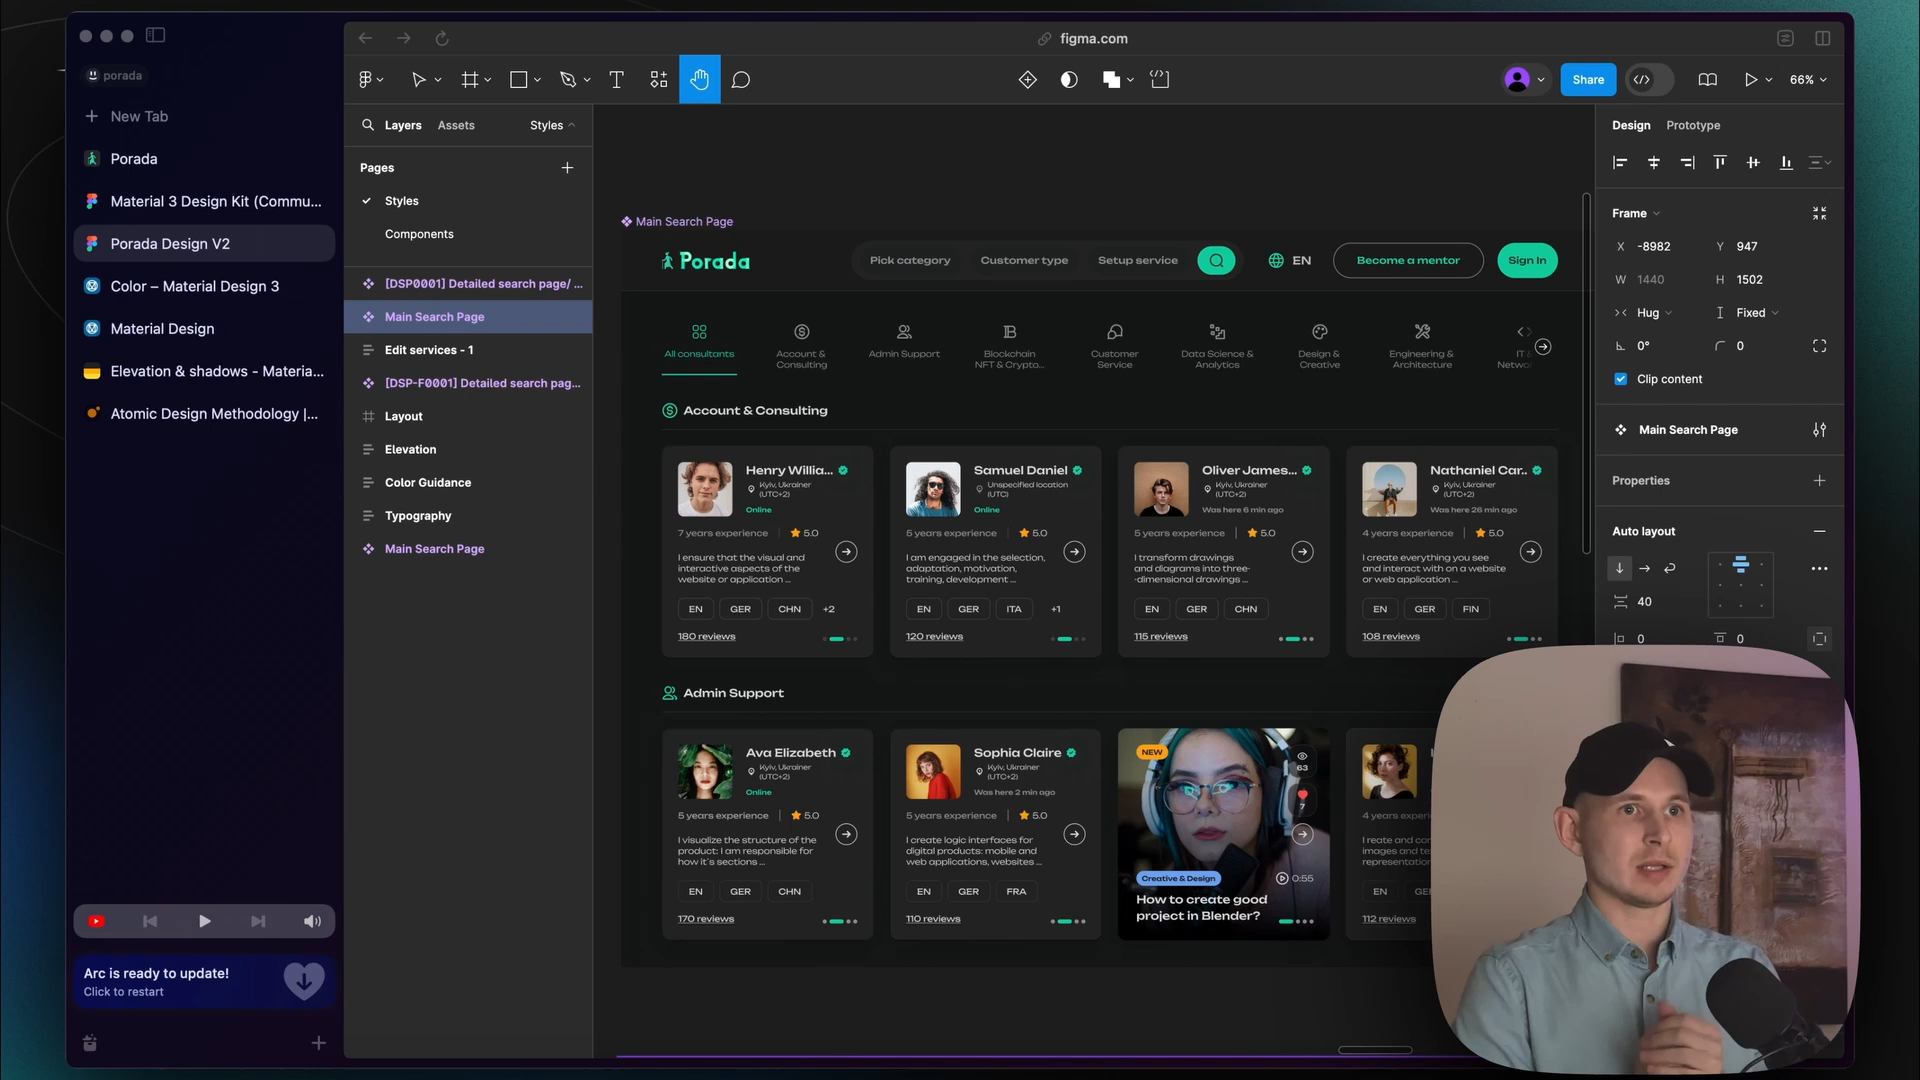 figma.com
porada
New Tab
Porada
Material 3 Design Kit (Commu...
Porada Design V2
Color – Material Design 3
Material Design
Elevation & shadows - Materia...
Atomic Design Methodology |...
Arc is ready to update!
Click to restart
Share
66%
Layers
Assets
Styles
Pages
Styles
Components
[DSP0001] Detailed search page/ ...
Main Search Page
Edit services - 1
[DSP-F0001] Detailed search pag...
Layout
Elevation
Color Guidance
Typography
Main Search Page
Main Search Page
Porada
Pick category
Customer type
Setup service
EN
Become a mentor
Sign In
All consultants
Account &
Consulting
Admin Support
Blockchain
NFT & Crypto...
Customer
Service
Data Science &
Analytics
Design &
Creative
Engineering &
Architecture
Account & Consulting
Henry Willia...
Kyiv, Ukrainer
(UTC+2)
Online
7 years experience
5.0
I ensure that the visual and
interactive aspects of the
website or application ...
EN
GER
CHN
+2
180 reviews
Samuel Daniel
Unspecified location
(UTC)
Online
5 years experience
5.0
I am engaged in the selection,
adaptation, motivation,
training, development ...
EN
GER
ITA
+1
120 reviews
Oliver James...
Kyiv, Ukrainer
(UTC+2)
Was here 6 min ago
5 years experience
5.0
I transform drawings
and diagrams into three-
-dimensional drawings ...
EN
GER
CHN
115 reviews
Nathaniel Car..
Kyiv, Ukrainer
(UTC+2)
Was here 26 min ago
4 years experience
5.0
I create everything you see
and interact with on a website
or web application ...
EN
GER
FIN
108 reviews
Admin Support
Ava Elizabeth
Kyiv, Ukrainer
(UTC+2)
Online
5 years experience
5.0
I visualize the structure of the
product: I am responsible for
how it's sections ...
EN
GER
CHN
170 reviews
Sophia Claire
Kyiv, Ukrainer
(UTC+2)
Was here 2 min ago
5 years experience
5.0
I create logic interfaces for
digital products: mobile and
web applications, websites ...
EN
GER
FRA
110 reviews
NEW
63
7
Creative & Design
0:55
How to create good
project in Blender?
4 years
EN
112 reviews
Design
Prototype
Frame
X -8982
Y 947
W 1440
H 1502
Hug
Fixed
0°
0
Clip content
Main Search Page
Properties
Auto layout
40
0
0